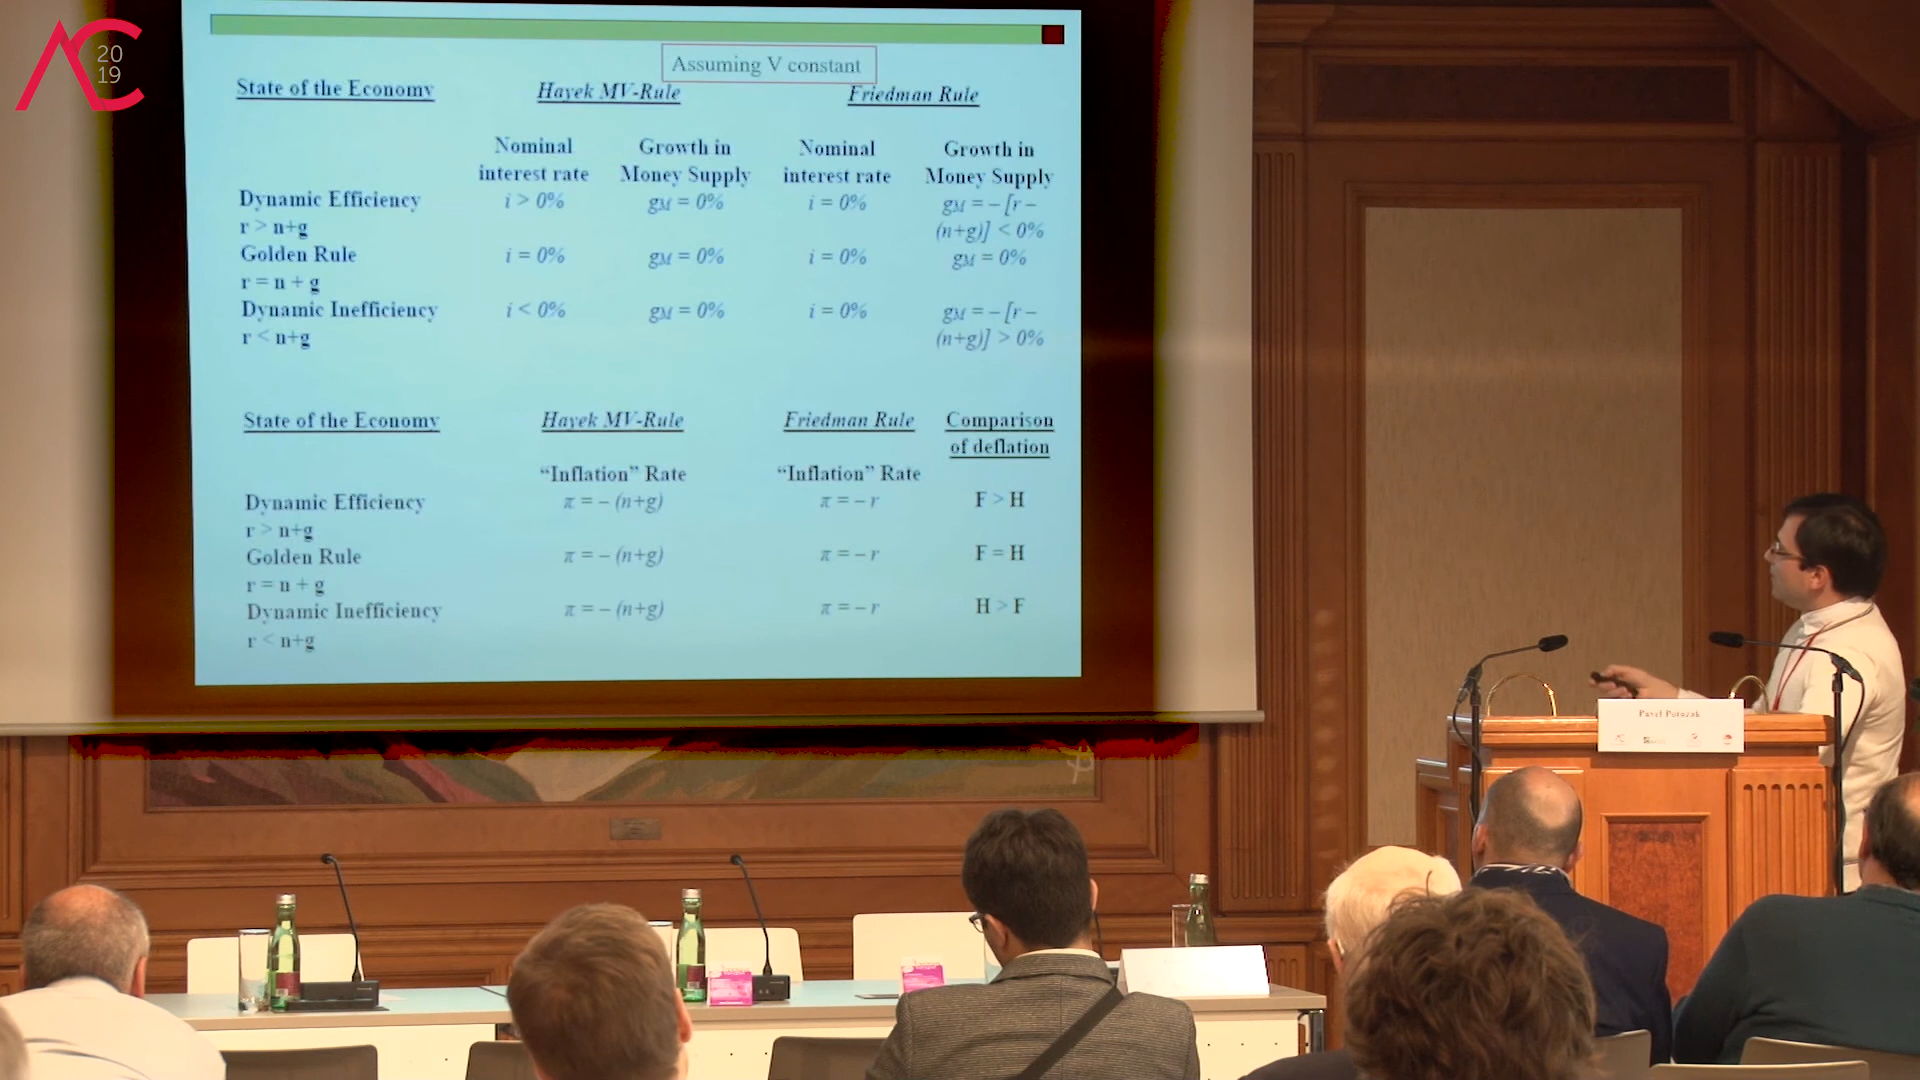 AC
20
19
Assuming V constant
State of the Economy Hayek MV-Rule Friedman Rule
Nominal Growth in Nominal Growth in
interest rate Money Supply interest rate Money Supply
Dynamic Efficiency i > 0% gM = 0% i = 0% gM = – [r –
r > n+g (n+g)] < 0%
Golden Rule i = 0% gM = 0% i = 0% gM = 0%
r = n + g
Dynamic Inefficiency i < 0% gM = 0% i = 0% gM = – [r –
r < n+g (n+g)] > 0%
State of the Economy Hayek MV-Rule Friedman Rule Comparison
of deflation
“Inflation” Rate “Inflation” Rate
Dynamic Efficiency π = – (n+g) π = – r F > H
r > n+g
Golden Rule π = – (n+g) π = – r F = H
r = n + g
Dynamic Inefficiency π = – (n+g) π = – r H > F
r < n+g
Pavel Potuzak